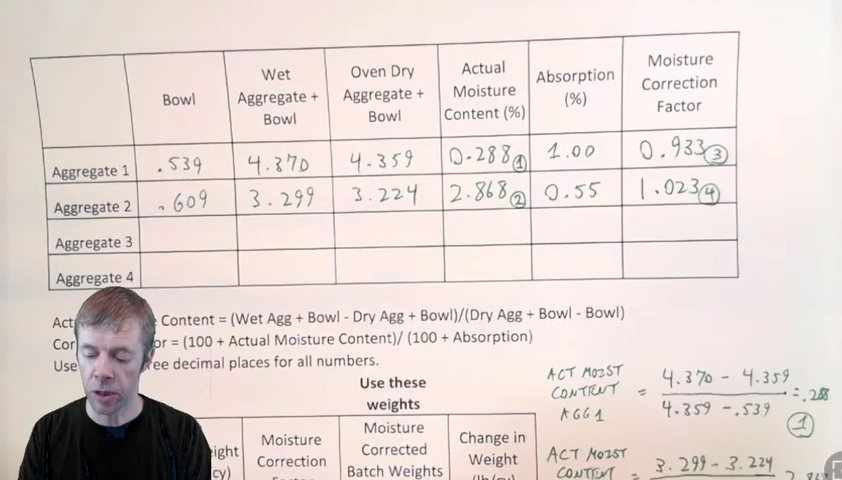 Bowl
Wet Aggregate + Bowl
Oven Dry Aggregate + Bowl
Actual Moisture Content (%)
Absorption (%)
Moisture Correction Factor
Aggregate 1 .539 4.370 4.359 0.288 ① 1.00 0.933 ③
Aggregate 2 .609 3.299 3.224 2.868 ② 0.55 1.023 ④
Aggregate 3
Aggregate 4
Content = (Wet Agg + Bowl - Dry Agg + Bowl)/(Dry Agg + Bowl - Bowl)
= (100 + Actual Moisture Content)/ (100 + Absorption)
Use decimal places for all numbers.
Use these
weights
Moisture
Correction
Moisture
Corrected
Batch Weights
Change in
Weight
ACT MOIST
CONTENT = 4.370 - 4.359 / 4.359 - .539
AGG 1
①
ACT MOIST
CONTENT = 3.299 - 3.224